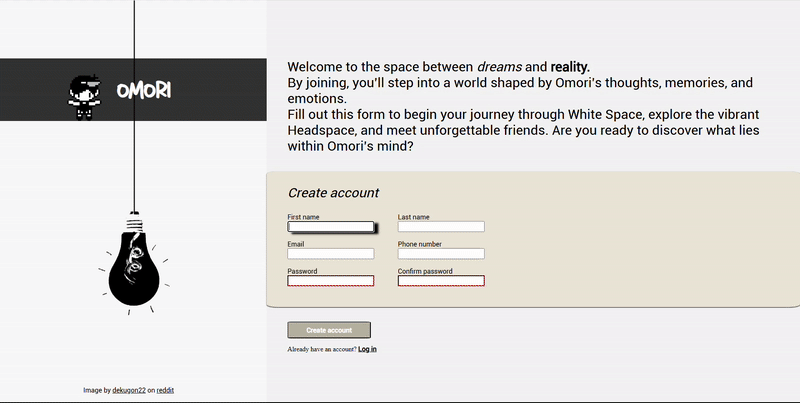 OMORI
Welcome to the space between dreams and reality.
By joining, you'll step into a world shaped by Omori's thoughts, memories, and
emotions.
Fill out this form to begin your journey through White Space, explore the vibrant
Headspace, and meet unforgettable friends. Are you ready to discover what lies
within Omori's mind?
Create account
First name Last name
Email Phone number
Password Confirm password
Create account
Already have an account? Log in
Image by dekugon22 on reddit